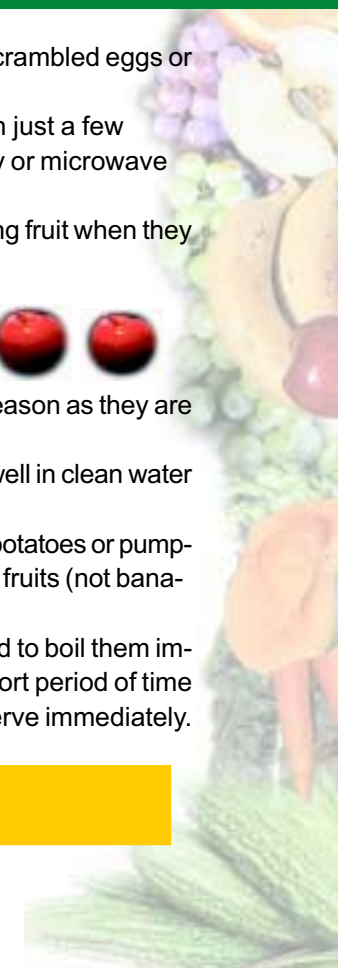 crambled eggs or
n just a few
y or microwave
ng fruit when they
eason as they are
well in clean water
potatoes or pump-
fruits (not bana-
d to boil them im-
ort period of time
erve immediately.